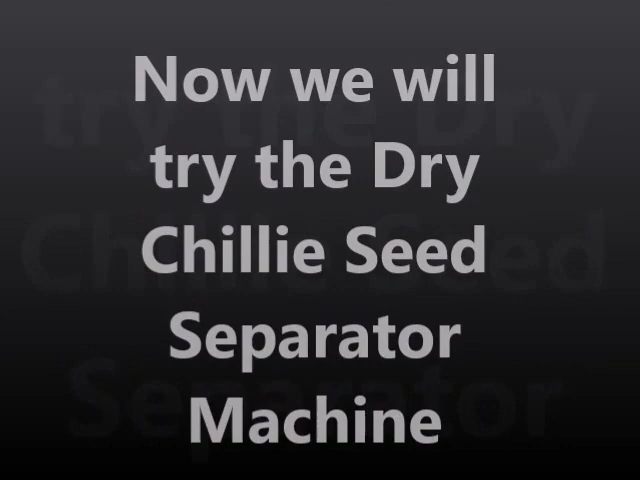 Now we will
try the Dry
Chillie Seed
Separator
Machine